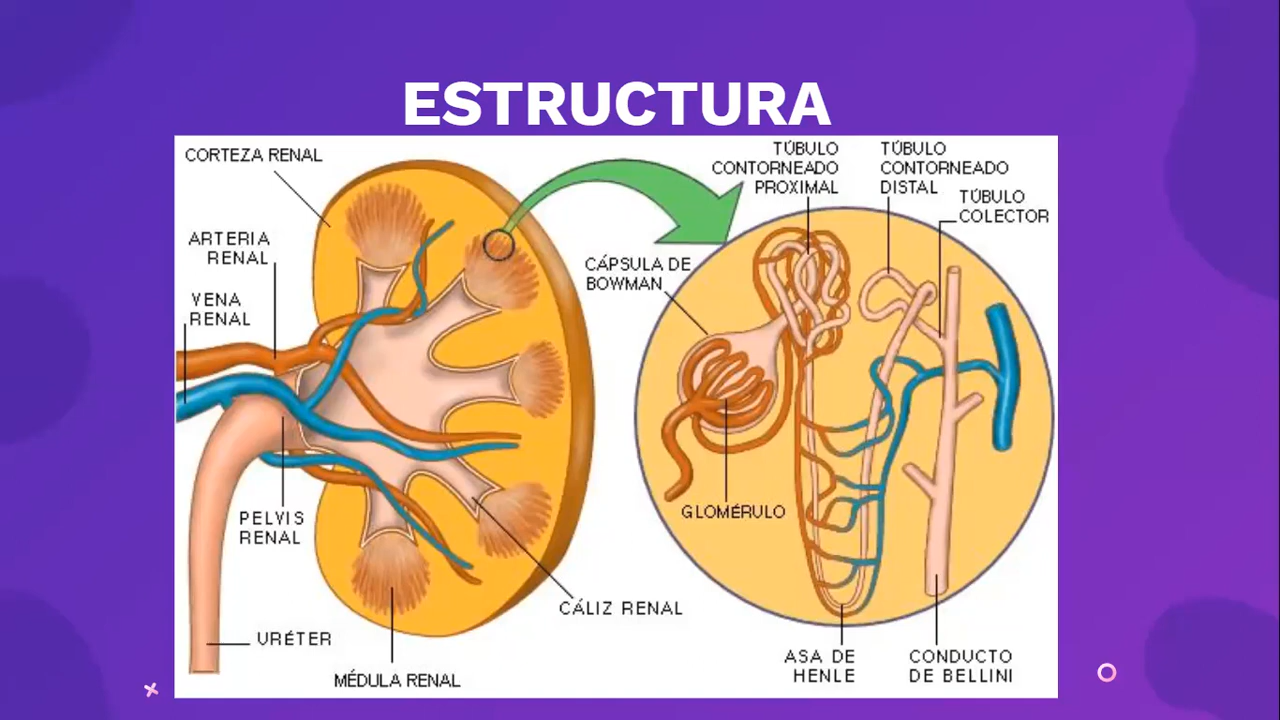 ESTRUCTURA
CORTEZA RENAL
ARTERIA
RENAL
VENA
RENAL
PELVIS
RENAL
URÉTER
MÉDULA RENAL
CÁLIZ RENAL
CÁPSULA DE
BOWMAN
TÚBULO
CONTORNEADO
PROXIMAL
TÚBULO
CONTORNEADO
DISTAL
TÚBULO
COLECTOR
GLOMÉRULO
ASA DE
HENLE
CONDUCTO
DE BELLINI